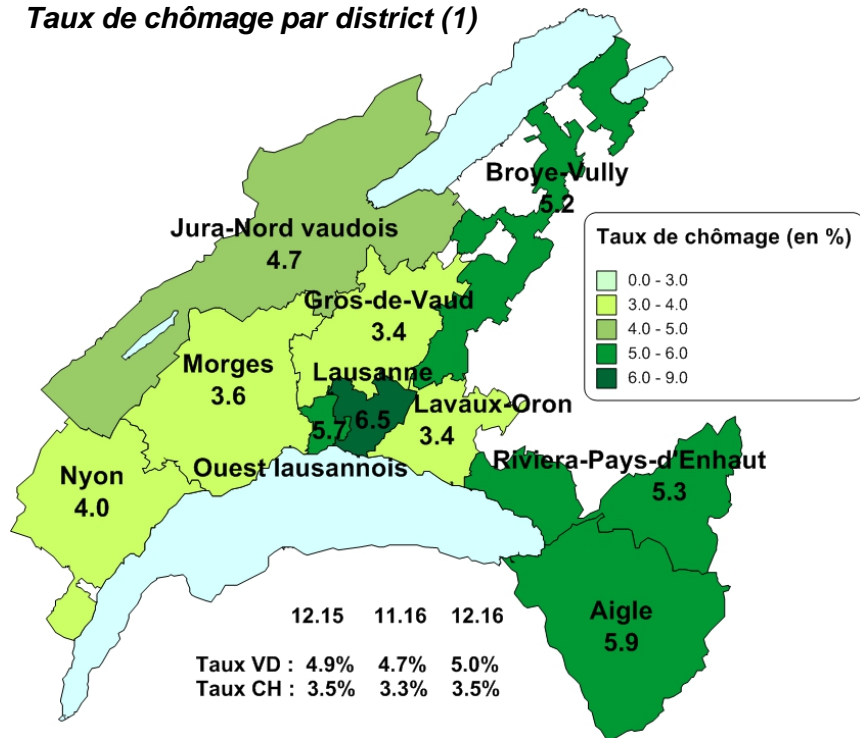 Taux de chômage par district (1)
Broye-Vully
5.2
Jura-Nord vaudois
4.7
Taux de chômage (en %)
0.0 - 3.0
3.0 - 4.0
4.0 - 5.0
5.0 - 6.0
6.0 - 9.0
Gros-de-Vaud
3.4
Morges
3.6
Lausanne
6.5
5.7
Ouest lausannois
Lavaux-Oron
3.4
Riviera-Pays-d'Enhaut
5.3
Nyon
4.0
Aigle
5.9
12.15 11.16 12.16
Taux VD : 4.9% 4.7% 5.0%
Taux CH : 3.5% 3.3% 3.5%